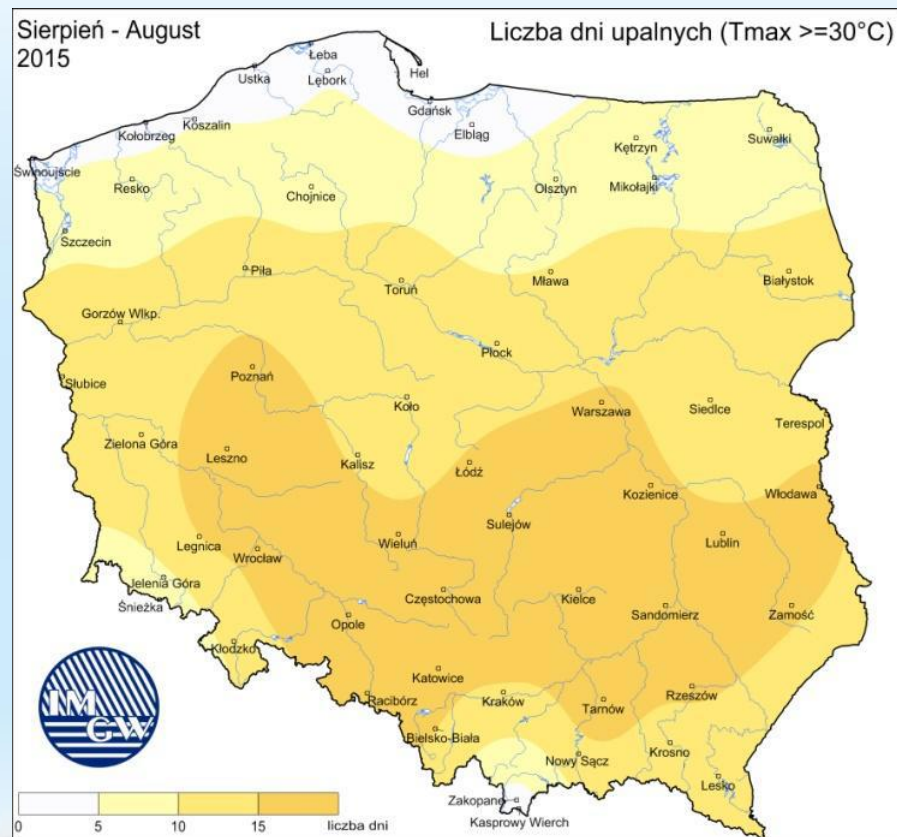 Sierpień - August
2015
Liczba dni upalnych (Tmax >=30°C)
Łeba
Ustka
Lębork
Hel
Gdańsk
Koszalin
Kołobrzeg
Elbląg
Suwałki
Kętrzyn
Świnoujście
Resko
Chojnice
Olsztyn
Mikołajki
Szczecin
Piła
Toruń
Mława
Białystok
Gorzów Wlkp.
Płock
Słubice
Poznań
Koło
Warszawa
Siedlce
Terespol
Zielona Góra
Leszno
Kalisz
Łódź
Kozienice
Włodawa
Sulejów
Legnica
Wrocław
Wieluń
Lublin
Jelenia Góra
Śnieżka
Częstochowa
Kielce
Sandomierz
Zamość
Opole
Kłodzko
Katowice
Racibórz
Kraków
Tarnów
Rzeszów
Bielsko-Biała
Nowy Sącz
Krosno
Lesko
Zakopane
Kasprowy Wierch
IM
GW
0 5 10 15 liczba dni